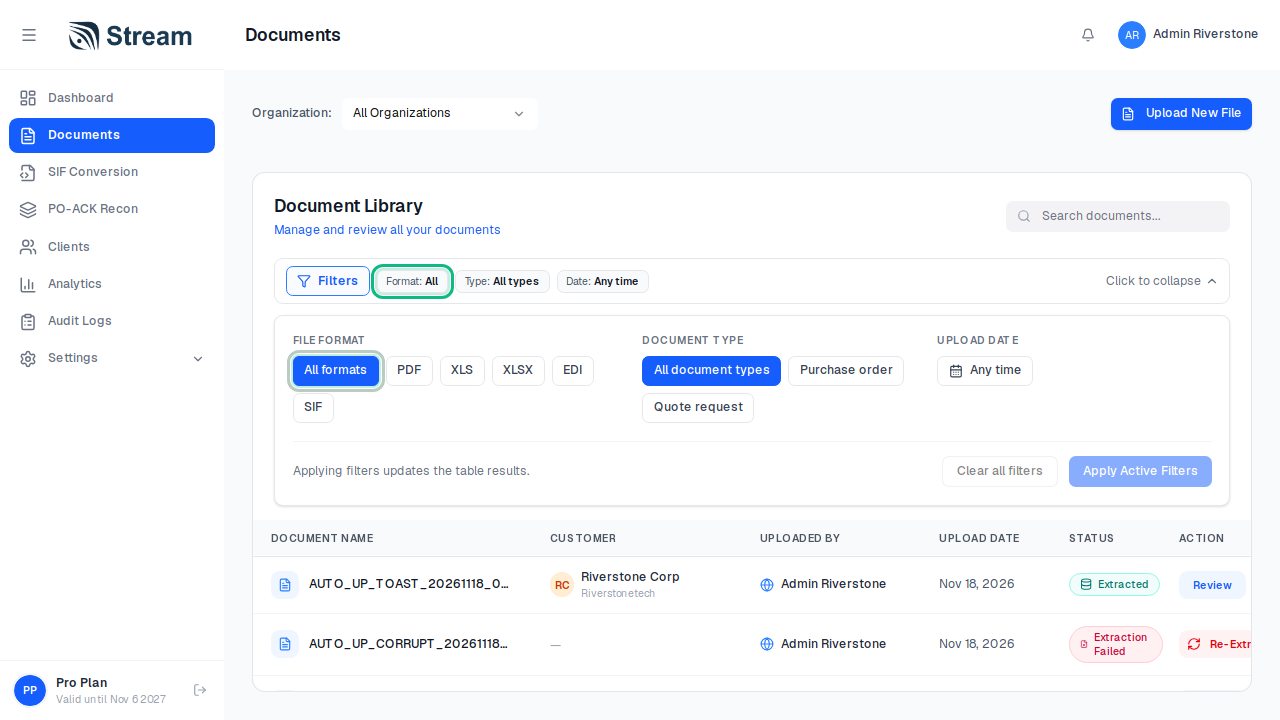 Stream
Documents
AR
Admin Riverstone
Dashboard
Documents
SIF Conversion
PO-ACK Recon
Clients
Analytics
Audit Logs
Settings
PP
Pro Plan
Valid until Nov 6 2027
Organization:
All Organizations
Upload New File
Document Library
Manage and review all your documents
Search documents...
Filters
Format: All
Type: All types
Date: Any time
Click to collapse
FILE FORMAT
All formats
PDF
XLS
XLSX
EDI
SIF
DOCUMENT TYPE
All document types
Purchase order
Quote request
UPLOAD DATE
Any time
Applying filters updates the table results.
Clear all filters
Apply Active Filters
DOCUMENT NAME CUSTOMER UPLOADED BY UPLOAD DATE STATUS ACTION
AUTO_UP_TOAST_20261118_0...
RC
Riverstone Corp
Riverstonetech
Admin Riverstone
Nov 18, 2026
Extracted
Review
AUTO_UP_CORRUPT_20261118...
—
Admin Riverstone
Nov 18, 2026
Extraction
Failed
Re-Extr